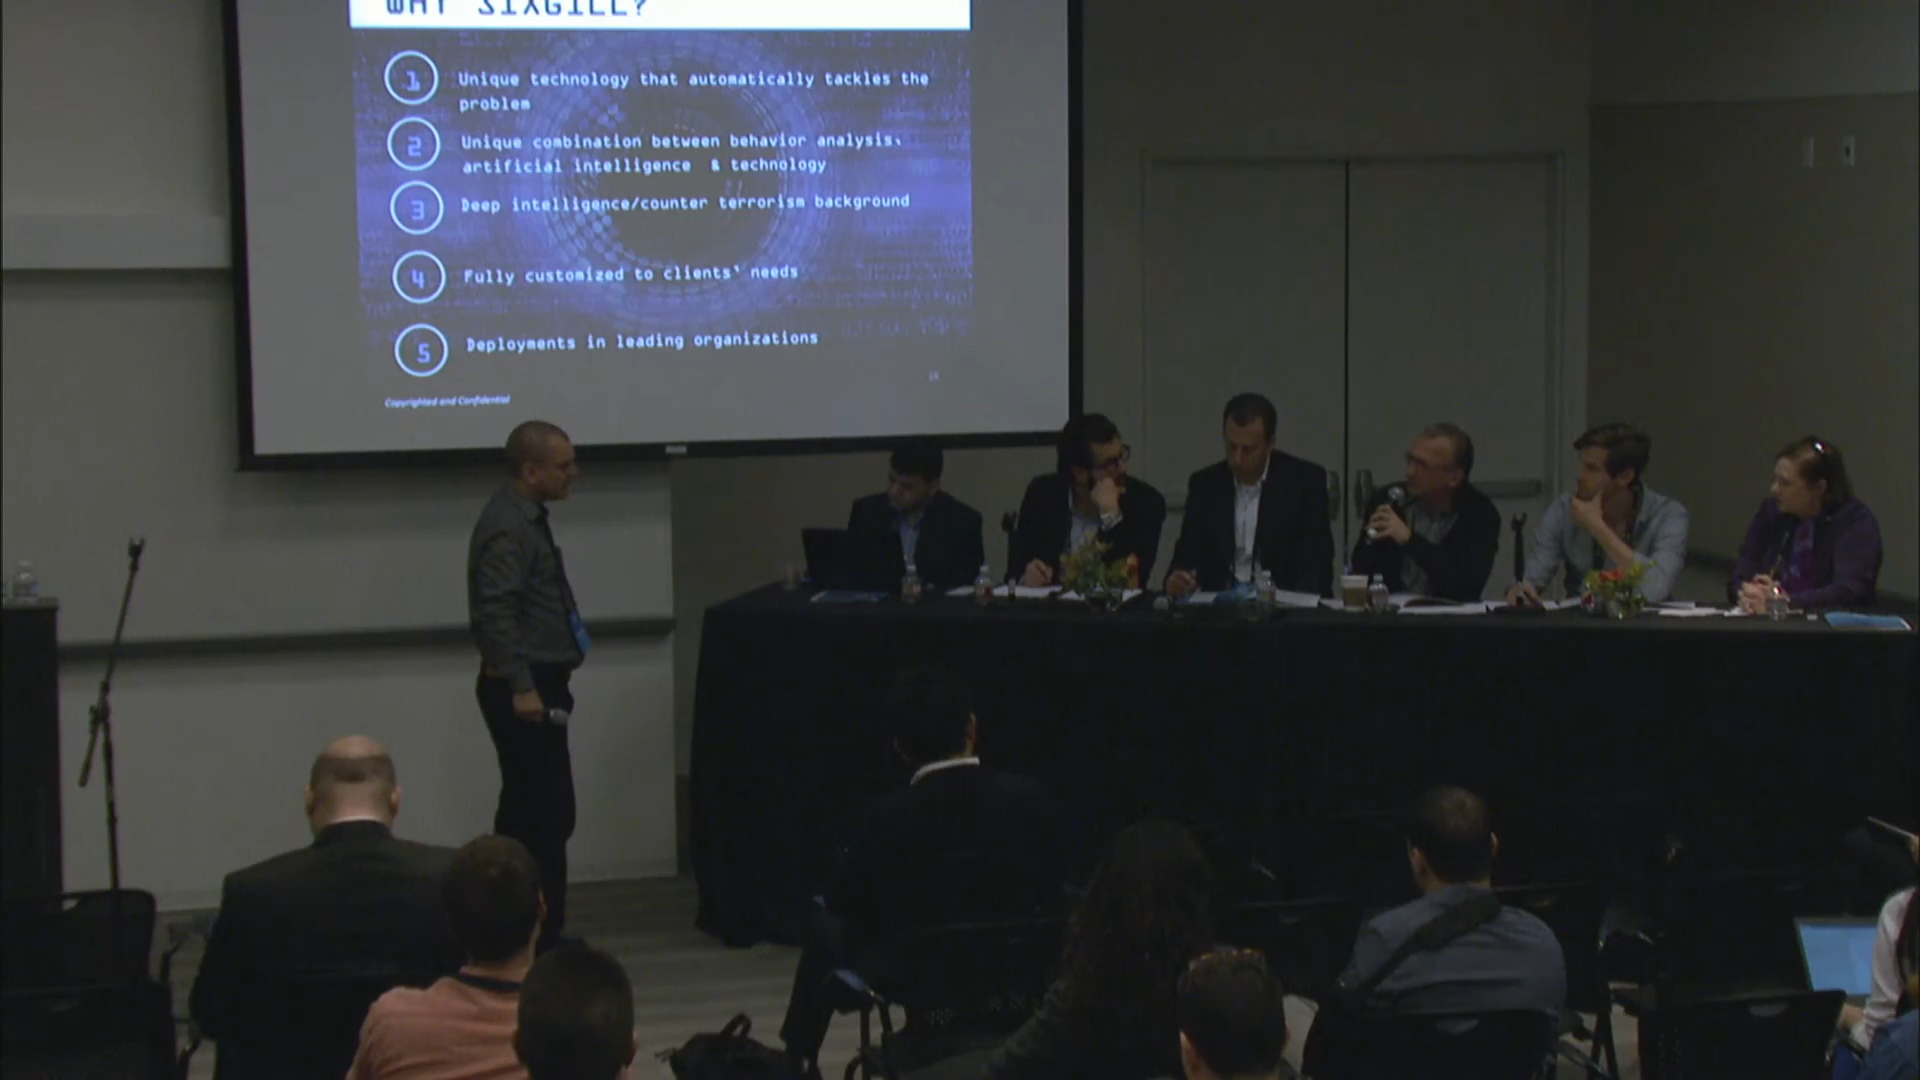 WHY SIXGILL?
1 Unique technology that automatically tackles the
problem
2 Unique combination between behavior analysis,
artificial intelligence & technology
3 Deep intelligence/counter terrorism background
4 Fully customized to clients' needs
5 Deployments in leading organizations
Copyrighted and Confidential